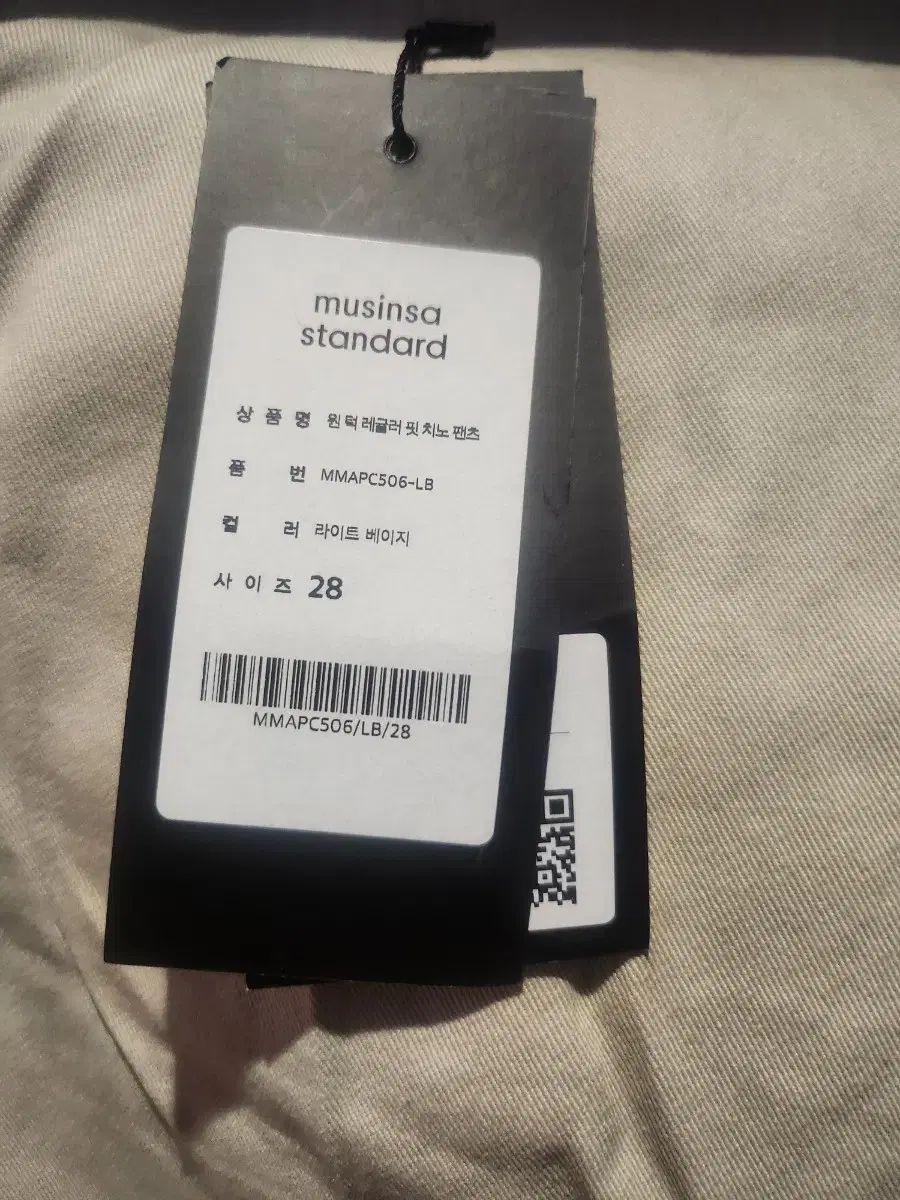 musinsa
standard
상 품 명 원 턱 레귤러 핏 치노 팬츠
품 번 MMAPC506-LB
컬 러 라이트 베이지
사 이 즈 28
MMAPC506/LB/28